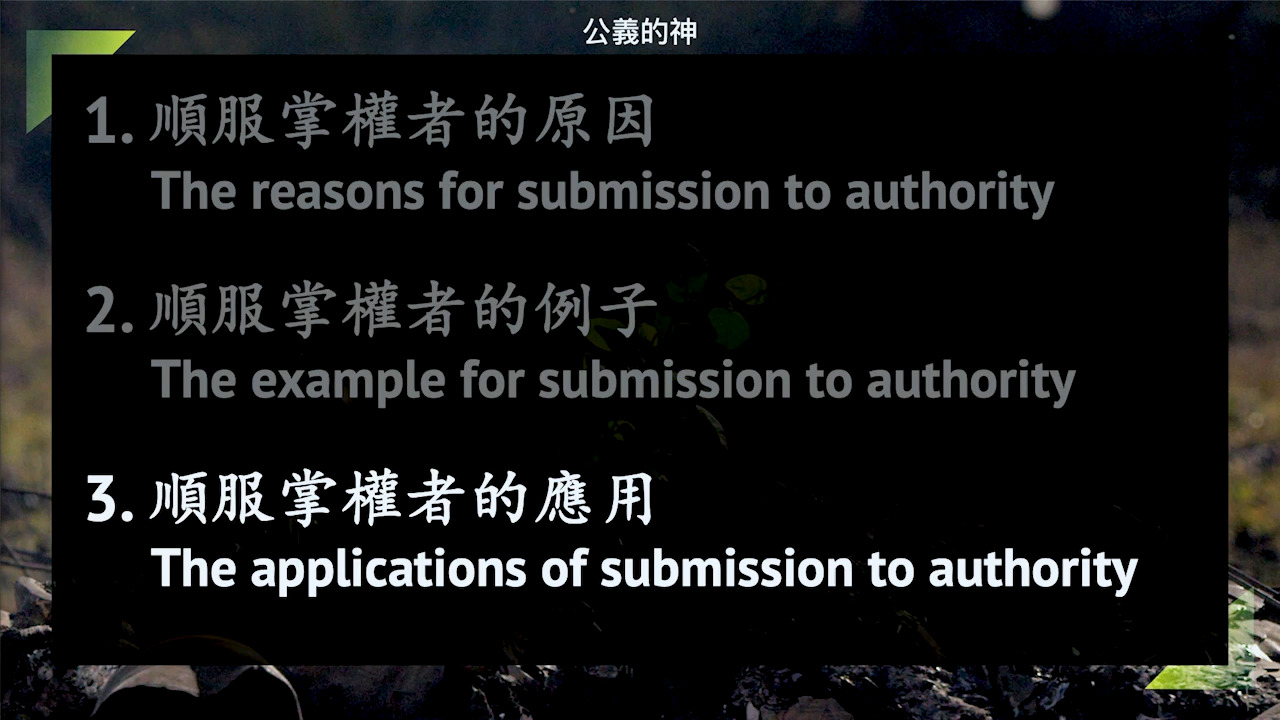 公義的神
1. 順服掌權者的原因
The reasons for submission to authority
2. 順服掌權者的例子
The example for submission to authority
3. 順服掌權者的應用
The applications of submission to authority